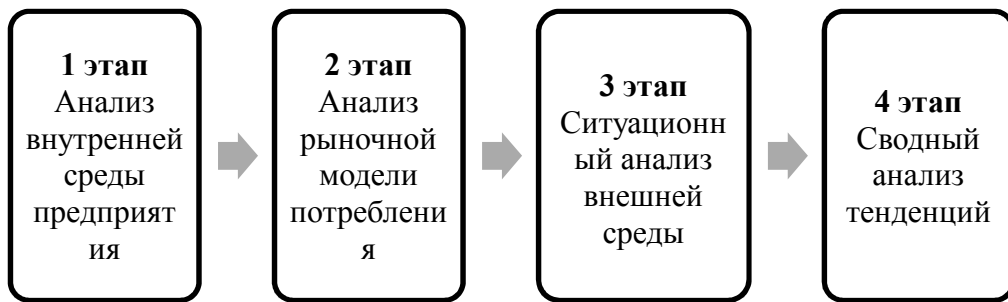 1 этап
Анализ
внутренней
среды
предприят
ия
2 этап
Анализ
рыночной
модели
потреблени
я
3 этап
Ситуационн
ый анализ
внешней
среды
4 этап
Сводный
анализ
тенденций